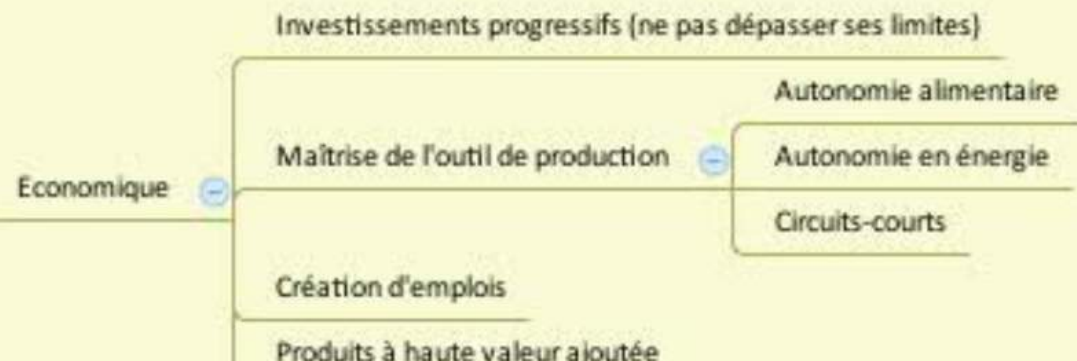 Investissements progressifs (ne pas dépasser ses limites)
Autonomie alimentaire
Maîtrise de l'outil de production
Autonomie en énergie
Economique
Circuits-courts
Création d'emplois
Produits à haute valeur ajoutée